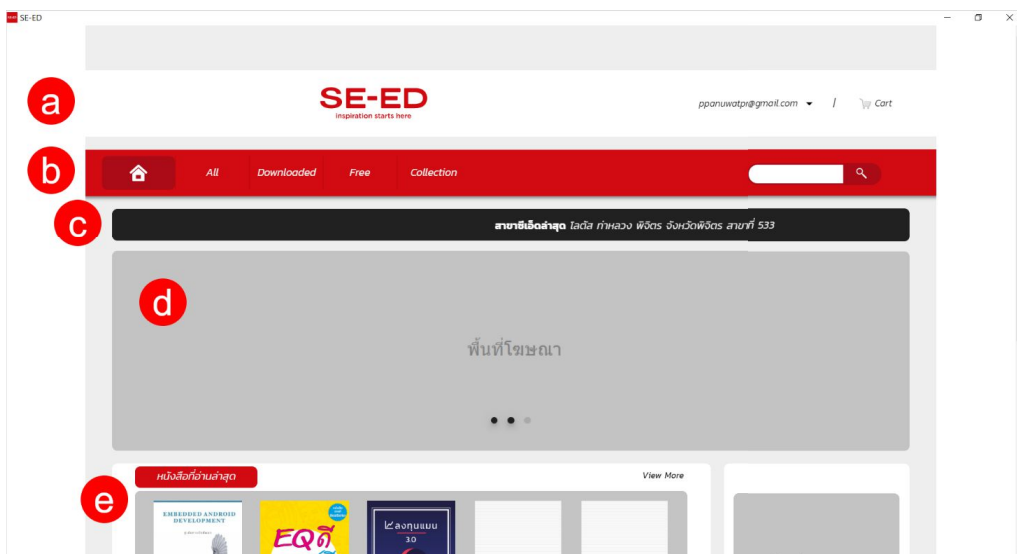 SE-ED
a
SE-ED
inspiration starts here
ppanuwatpr@gmail.com
/
Cart
b
All
Downloaded
Free
Collection
c
สาขาซีเอ็ดล่าสุด โลตัส ท่าหลวง พิจิตร จังหวัดพิจิตร สาขาที่ 533
d
พื้นที่โฆษณา
e
หนังสือที่อ่านล่าสุด
View More
EMBEDDED ANDROID
DEVELOPMENT
EQดี
ลงทุนแมน
3.0